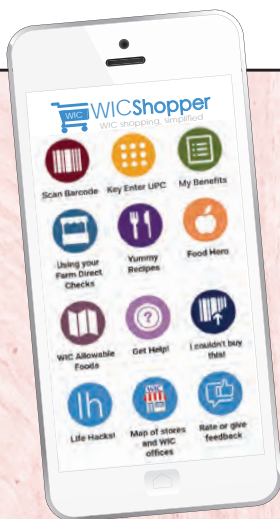 WIC WICShopper
WIC shopping, simplified
Scan Barcode Key Enter UPC My Benefits
Using your
Farm Direct
Checks
Yummy
Recipes
Food Hero
WIC Allowable
Foods
Get Help!
I couldn't buy
this!
lh
WIC
Life Hacks!
Map of stores
and WIC
offices
Rate or give
feedback